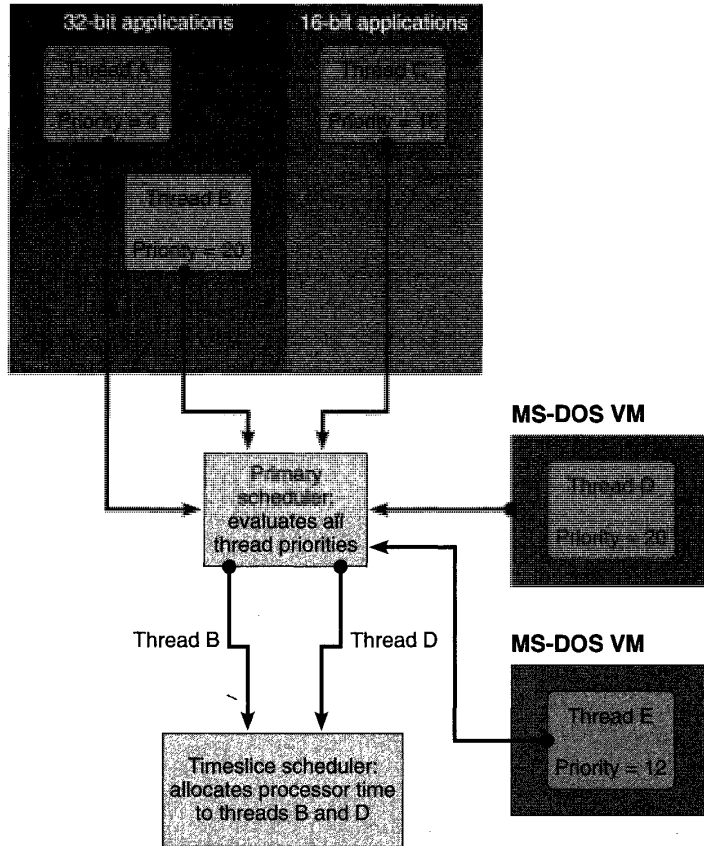 32-bit applications
16-bit applications
Thread A
Priority = 4
Thread C
Priority = 15
Thread B
Priority = 20
MS-DOS VM
Primary
scheduler:
evaluates all
thread priorities
Thread D
Priority = 20
Thread B
Thread D
MS-DOS VM
Thread E
Priority = 12
Timeslice scheduler:
allocates processor time
to threads B and D